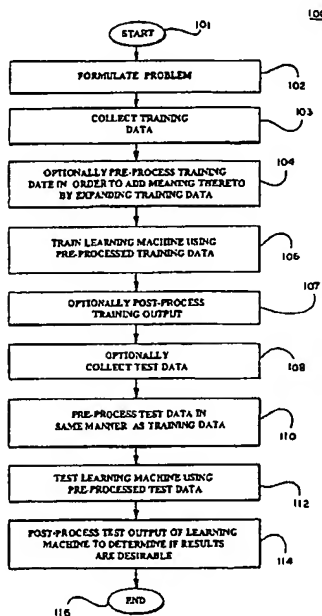 100
START
101
FORMULATE PROBLEM
102
103
COLLECT TRAINING
DATA
104
OPTIONALLY PRE-PROCESS TRAINING
DATE IN ORDER TO ADD MEANING THERETO
BY EXPANDING TRAINING DATA
TRAIN LEARNING MACHINE USING
PRE-PROCESSED TRAINING DATA
106
107
OPTIONALLY POST-PROCESS
TRAINING OUTPUT
OPTIONALLY
COLLECT TEST DATA
108
PRE-PROCESS TEST DATA IN
SAME MANNER AS TRAINING DATA
110
TEST LEARNING MACHINE USING
PRE-PROCESSED TEST DATA
112
POST-PROCESS TEST OUTPUT OF LEARNING
MACHINE TO DETERMINE IF RESULTS
ARE DESIRABLE
114
END
116